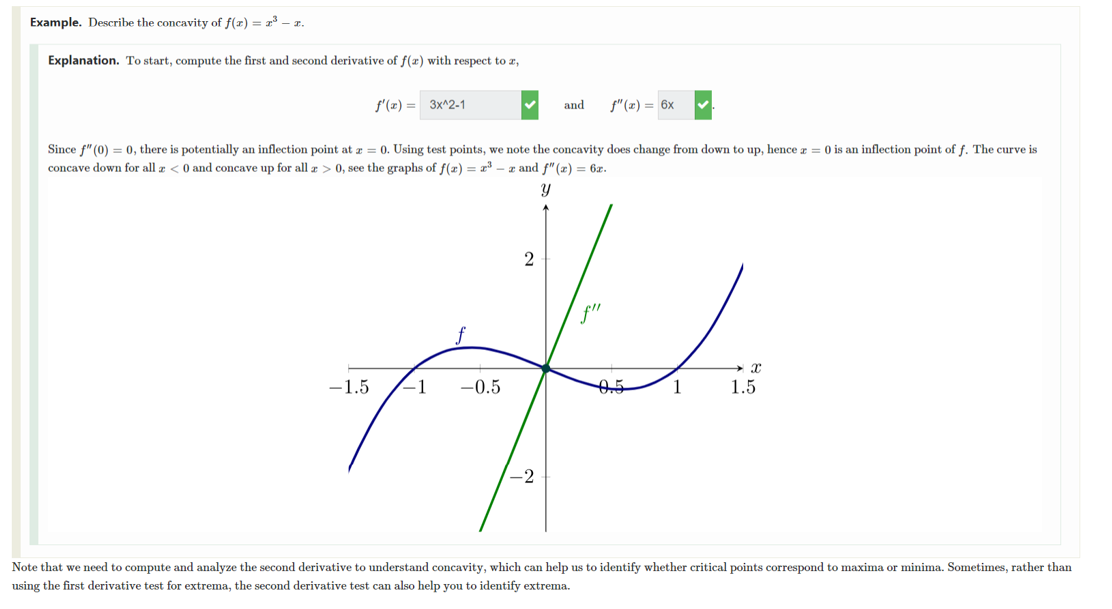 Example. Describe the concavity of f(x) = x³ − x.
Explanation. To start, compute the first and second derivative of f(x) with respect to x,
f′(x) = 3x^2-1 and f″(x) = 6x .
Since f″(0) = 0, there is potentially an inflection point at x = 0. Using test points, we note the concavity does change from down to up, hence x = 0 is an inflection point of f. The curve is
concave down for all x < 0 and concave up for all x > 0, see the graphs of f(x) = x³ − x and f″(x) = 6x.
y
2
f″
f
x
−1.5 −1 −0.5 0.5 1 1.5
−2
Note that we need to compute and analyze the second derivative to understand concavity, which can help us to identify whether critical points correspond to maxima or minima. Sometimes, rather than
using the first derivative test for extrema, the second derivative test can also help you to identify extrema.